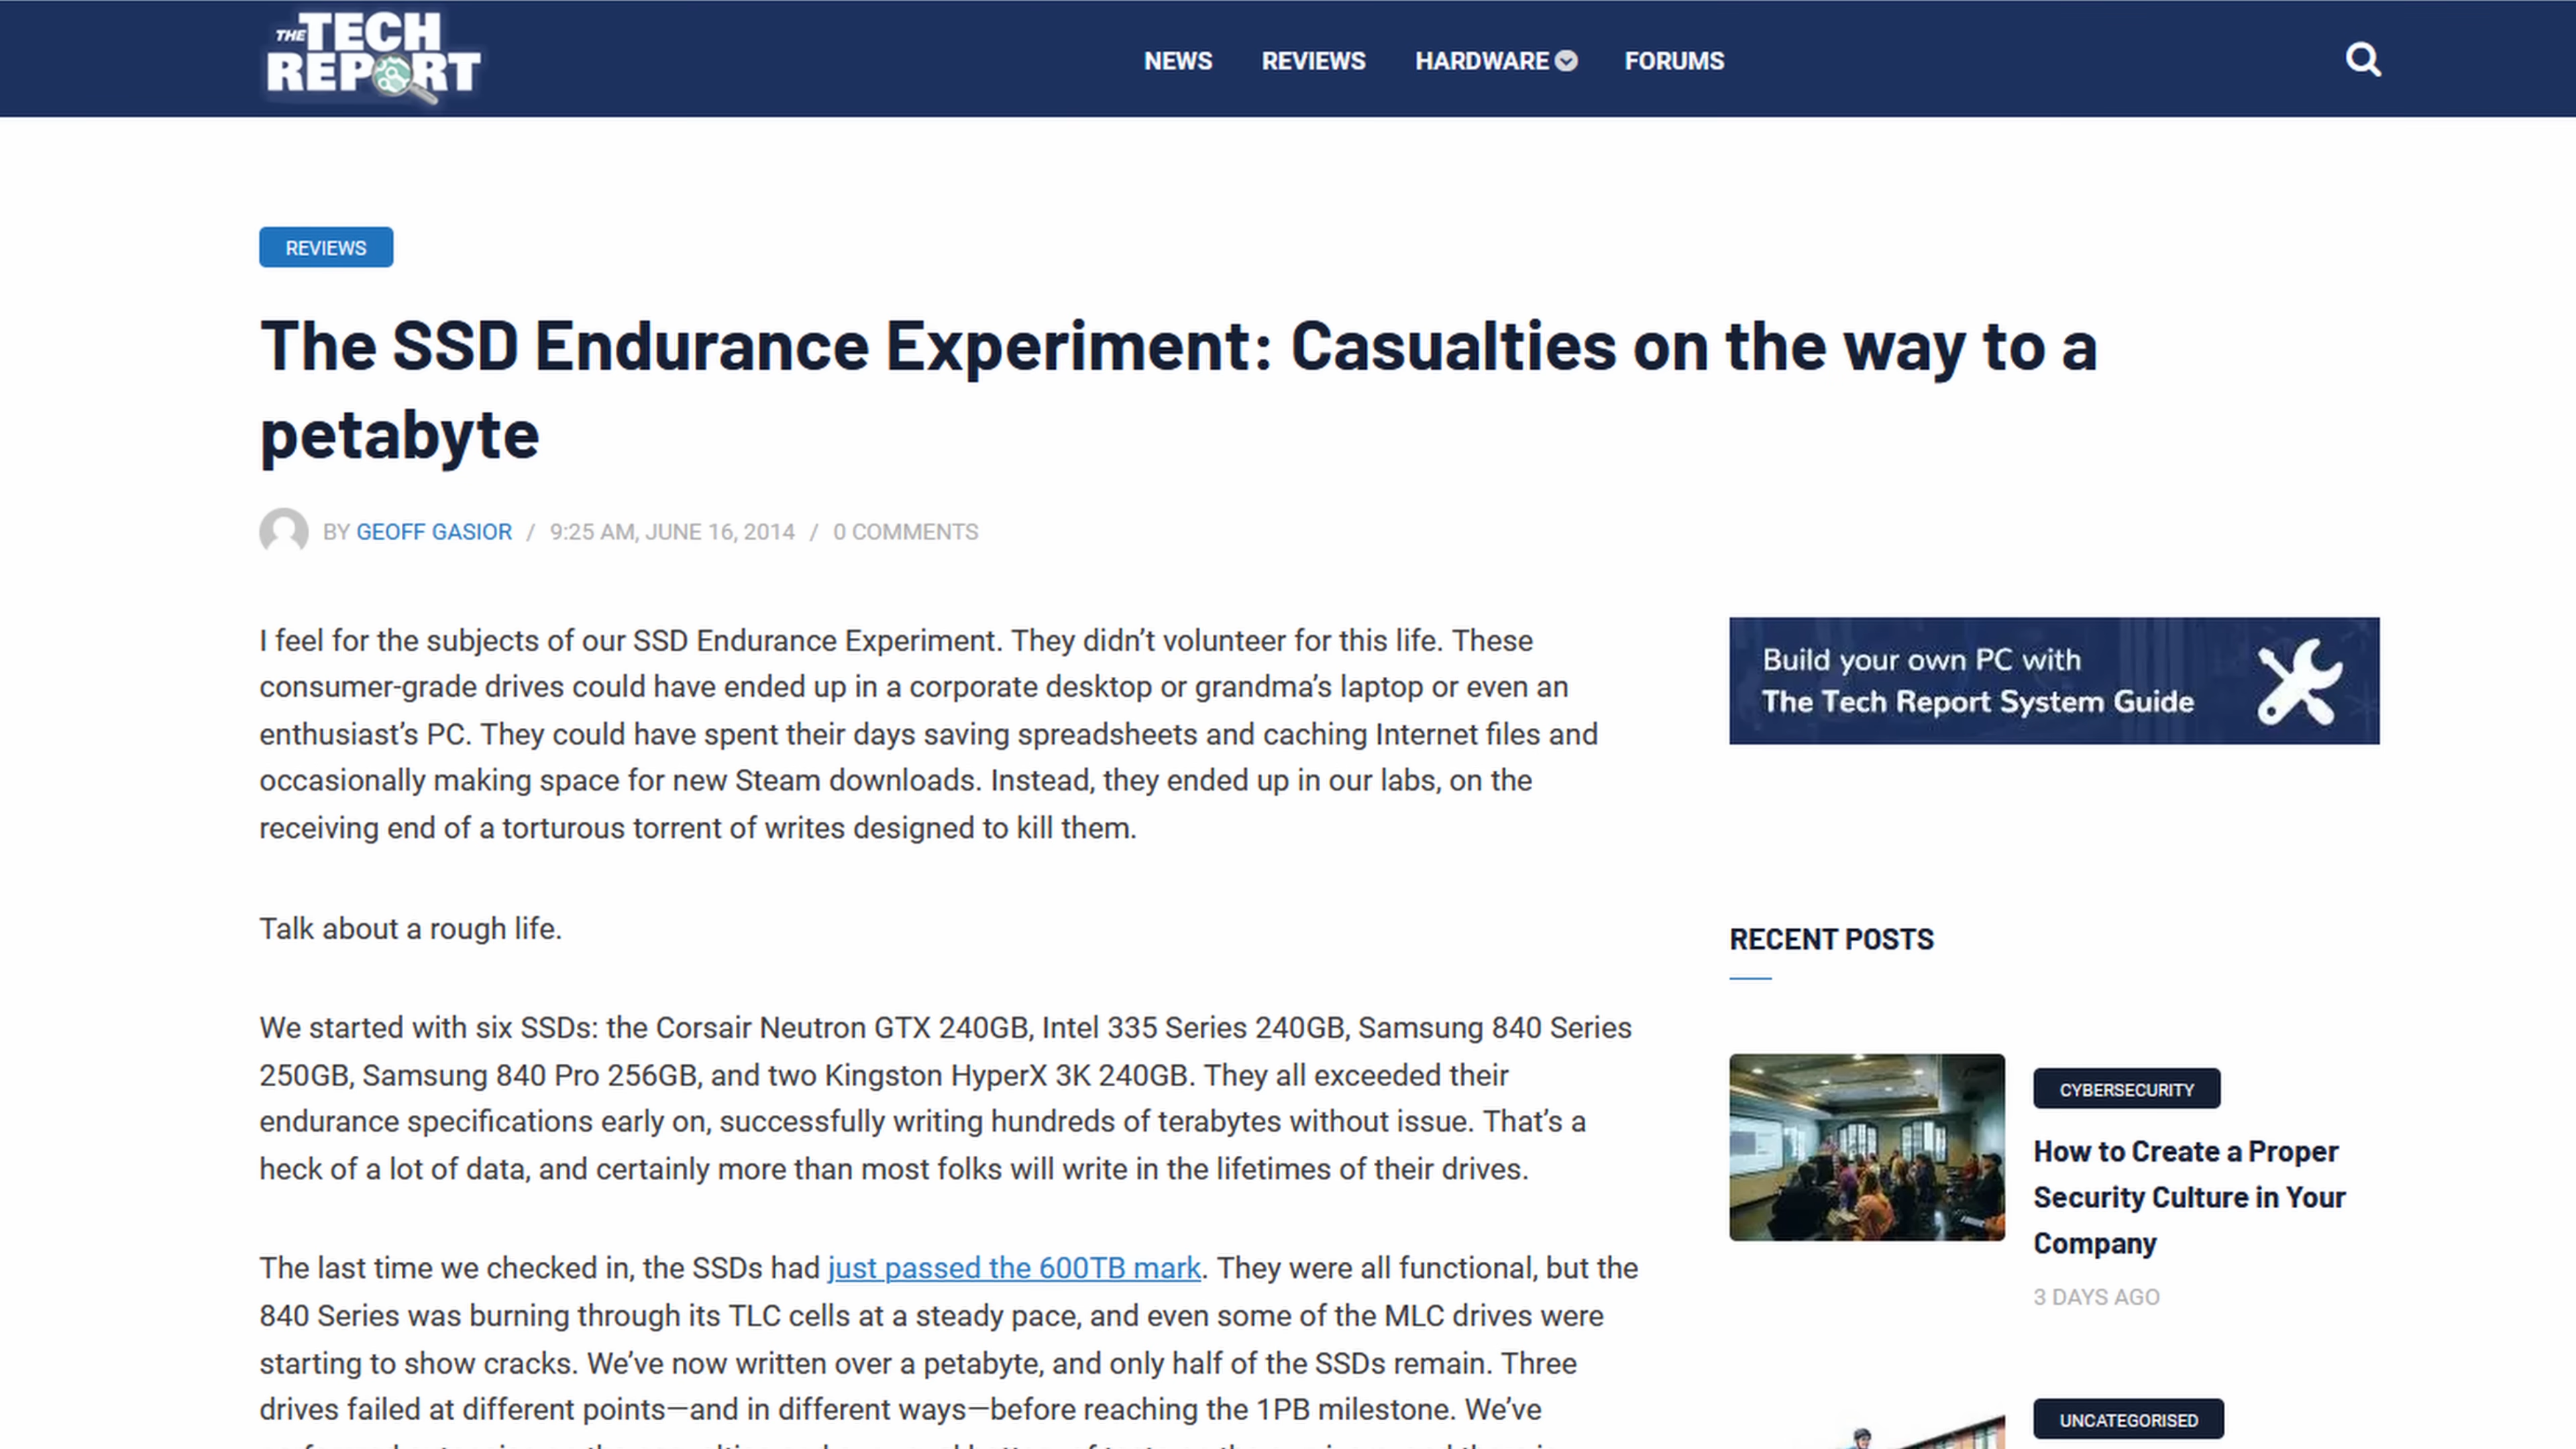 THE TECH
REPORT
NEWS REVIEWS HARDWARE FORUMS
REVIEWS
The SSD Endurance Experiment: Casualties on the way to a
petabyte
BY GEOFF GASIOR / 9:25 AM, JUNE 16, 2014 / 0 COMMENTS
I feel for the subjects of our SSD Endurance Experiment. They didn’t volunteer for this life. These
consumer-grade drives could have ended up in a corporate desktop or grandma’s laptop or even an
enthusiast’s PC. They could have spent their days saving spreadsheets and caching Internet files and
occasionally making space for new Steam downloads. Instead, they ended up in our labs, on the
receiving end of a torturous torrent of writes designed to kill them.
Talk about a rough life.
We started with six SSDs: the Corsair Neutron GTX 240GB, Intel 335 Series 240GB, Samsung 840 Series
250GB, Samsung 840 Pro 256GB, and two Kingston HyperX 3K 240GB. They all exceeded their
endurance specifications early on, successfully writing hundreds of terabytes without issue. That’s a
heck of a lot of data, and certainly more than most folks will write in the lifetimes of their drives.
The last time we checked in, the SSDs had just passed the 600TB mark. They were all functional, but the
840 Series was burning through its TLC cells at a steady pace, and even some of the MLC drives were
starting to show cracks. We’ve now written over a petabyte, and only half of the SSDs remain. Three
drives failed at different points—and in different ways—before reaching the 1PB milestone. We’ve
Build your own PC with
The Tech Report System Guide
RECENT POSTS
CYBERSECURITY
How to Create a Proper
Security Culture in Your
Company
3 DAYS AGO
UNCATEGORISED